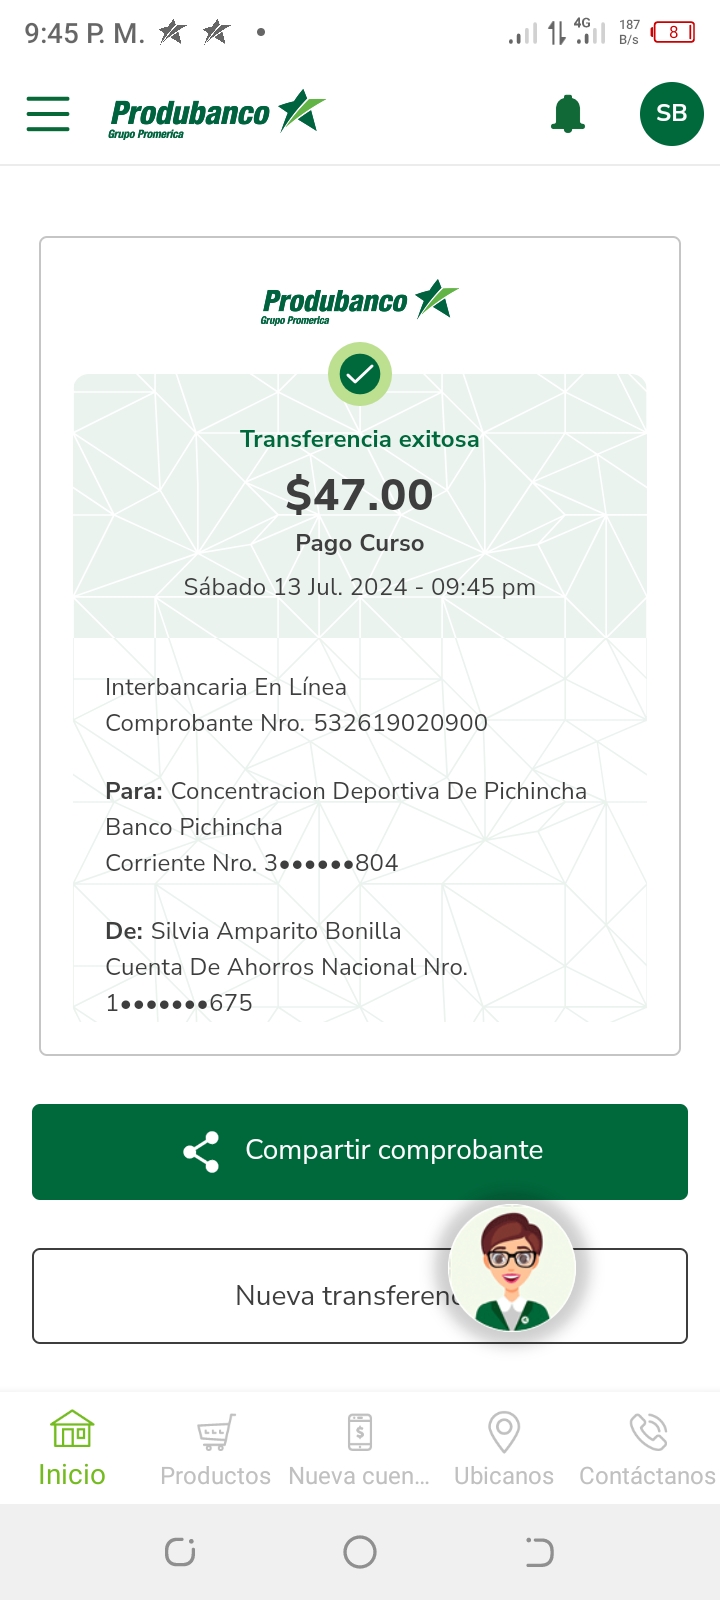 9:45 P. M.
4G
187
B/s
8
Produbanco
Grupo Promerica
SB
Produbanco
Grupo Promerica
Transferencia exitosa
$47.00
Pago Curso
Sábado 13 Jul. 2024 - 09:45 pm
Interbancaria En Línea
Comprobante Nro. 532619020900
Para: Concentracion Deportiva De Pichincha
Banco Pichincha
Corriente Nro. 3●●●●●●804
De: Silvia Amparito Bonilla
Cuenta De Ahorros Nacional Nro.
1●●●●●●●675
Compartir comprobante
Nueva transferenc
Inicio
Productos
Nueva cuen...
Ubicanos
Contáctanos